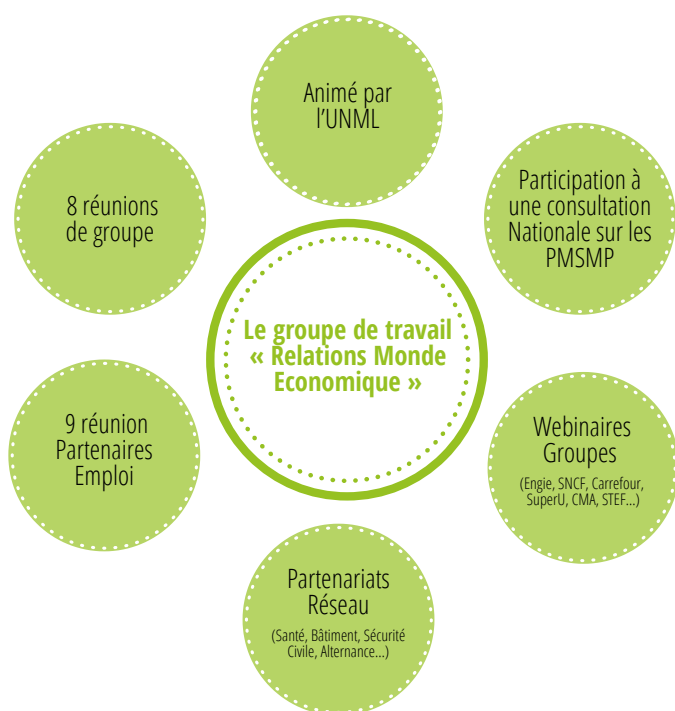 Animé par
l'UNML
8 réunions
de groupe
Participation à
une consultation
Nationale sur les
PMSMP
Le groupe de travail
« Relations Monde
Economique »
9 réunion
Partenaires
Emploi
Webinaires
Groupes
(Engie, SNCF, Carrefour,
SuperU, CMA, STEF...)
Partenariats
Réseau
(Santé, Bâtiment, Sécurité
Civile, Alternance...)